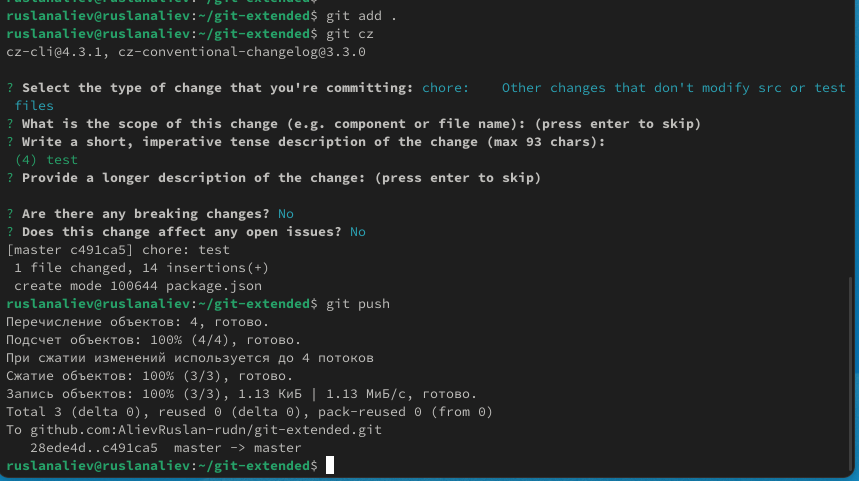 ruslanaliev@ruslanaliev:~/git-extended$ git add .
ruslanaliev@ruslanaliev:~/git-extended$ git cz
cz-cli@4.3.1, cz-conventional-changelog@3.3.0
? Select the type of change that you're committing: chore:    Other changes that don't modify src or test
 files
? What is the scope of this change (e.g. component or file name): (press enter to skip)
? Write a short, imperative tense description of the change (max 93 chars):
 (4) test
? Provide a longer description of the change: (press enter to skip)
? Are there any breaking changes? No
? Does this change affect any open issues? No
[master c491ca5] chore: test
 1 file changed, 14 insertions(+)
 create mode 100644 package.json
ruslanaliev@ruslanaliev:~/git-extended$ git push
Перечисление объектов: 4, готово.
Подсчет объектов: 100% (4/4), готово.
При сжатии изменений используется до 4 потоков
Сжатие объектов: 100% (3/3), готово.
Запись объектов: 100% (3/3), 1.13 КиБ | 1.13 МиБ/с, готово.
Total 3 (delta 0), reused 0 (delta 0), pack-reused 0 (from 0)
To github.com:AlievRuslan-rudn/git-extended.git
   28ede4d..c491ca5  master -> master
ruslanaliev@ruslanaliev:~/git-extended$